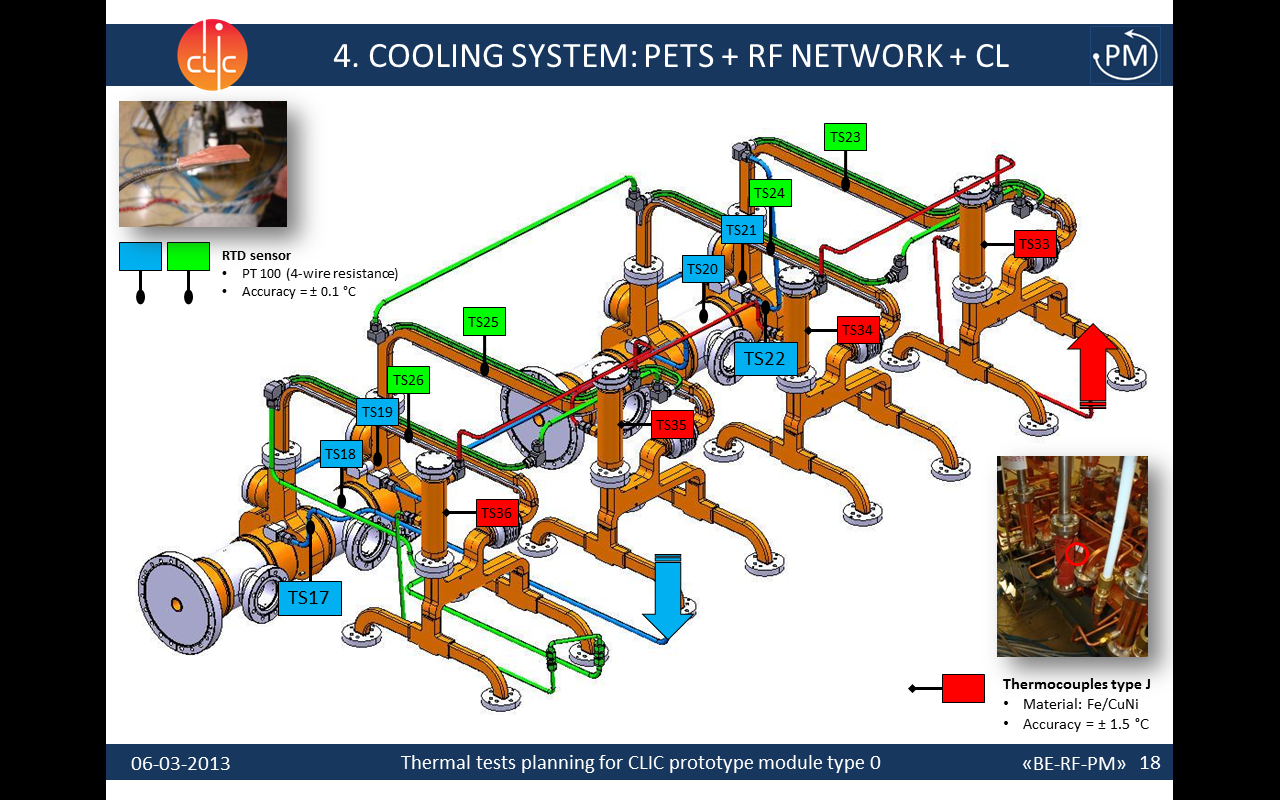 clic
4. COOLING SYSTEM: PETS + RF NETWORK + CL
PM
TS23
TS24
TS21
TS33
TS20
RTD sensor
• PT 100 (4-wire resistance)
• Accuracy = ± 0.1 °C
TS25
TS34
TS22
TS26
TS19
TS35
TS18
TS36
TS17
Thermocouples type J
• Material: Fe/CuNi
• Accuracy = ± 1.5 °C
06-03-2013
Thermal tests planning for CLIC prototype module type 0
«BE-RF-PM» 18